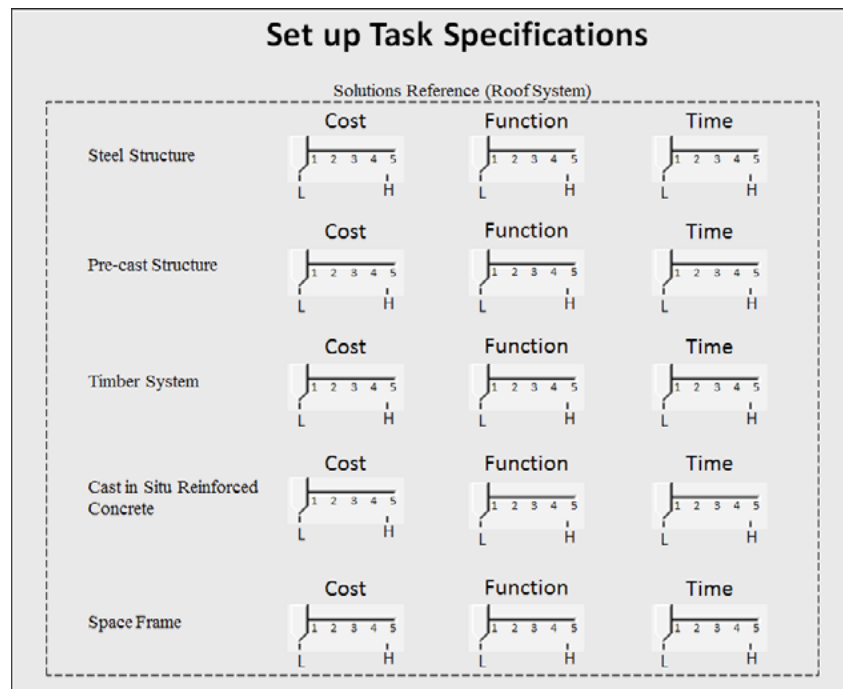 Set up Task Specifications
Solutions Reference (Roof System)
Cost Function Time
Steel Structure
1 2 3 4 5 1 2 3 4 5 1 2 3 4 5
L H L H L H
Cost Function Time
Pre-cast Structure
1 2 3 4 5 1 2 3 4 5 1 2 3 4 5
L H L H L H
Cost Function Time
Timber System
1 2 3 4 5 1 2 3 4 5 1 2 3 4 5
L H L H L H
Cost Function Time
Cast in Situ Reinforced
Concrete
1 2 3 4 5 1 2 3 4 5 1 2 3 4 5
L H L H L H
Cost Function Time
Space Frame
1 2 3 4 5 1 2 3 4 5 1 2 3 4 5
L H L H L H